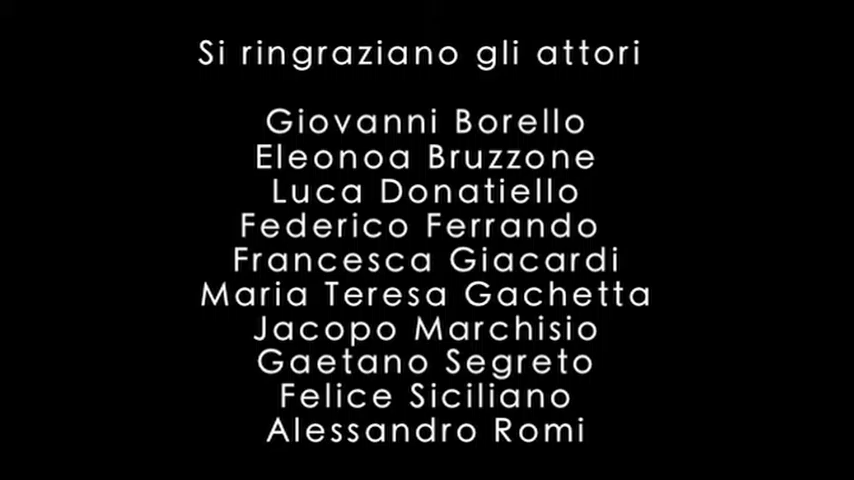 Si ringraziano gli attori
Giovanni Borello
Eleonoa Bruzzone
Luca Donatiello
Federico Ferrando
Francesca Giacardi
Maria Teresa Gachetta
Jacopo Marchisio
Gaetano Segreto
Felice Siciliano
Alessandro Romi